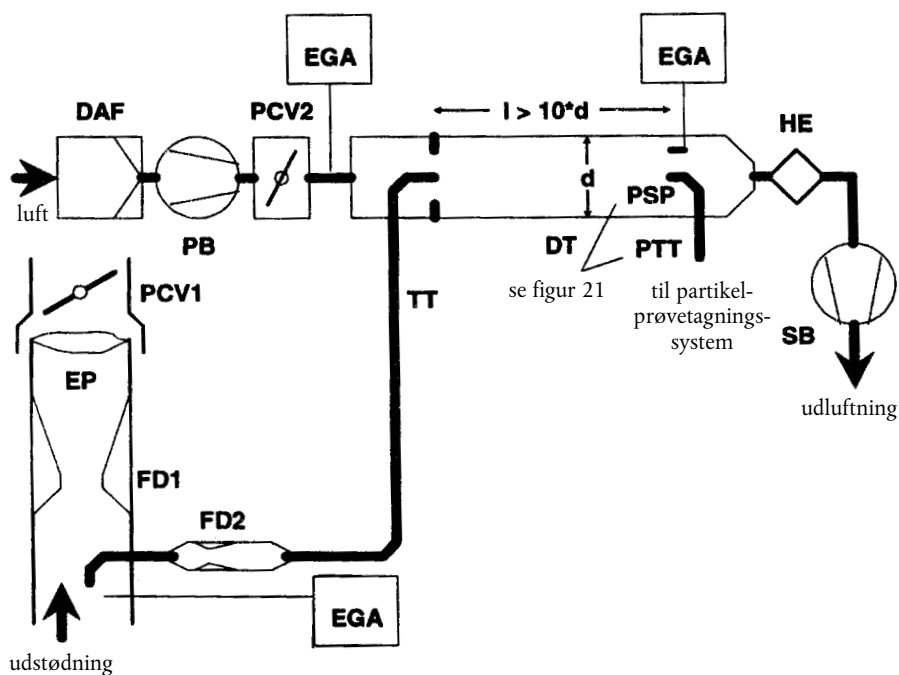 EGA
EGA
DAF
PCV2
l > 10*d
HE
luft
d
PSP
PB
DT
PTT
PCV1
se figur 21
til partikel-
prøvetagnings-
system
TT
SB
EP
udluftning
FD1
FD2
EGA
udstødning